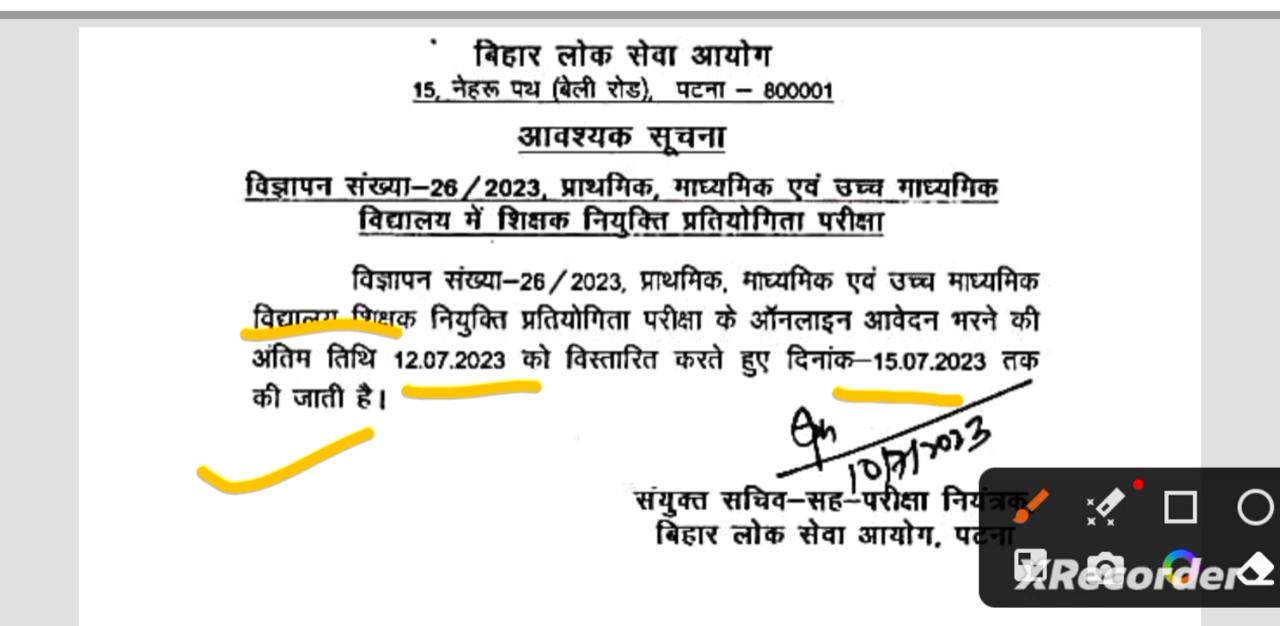 बिहार लोक सेवा आयोग
15, नेहरू पथ (बेली रोड), पटना – 800001
आवश्यक सूचना
विज्ञापन संख्या–26/2023, प्राथमिक, माध्यमिक एवं उच्च माध्यमिक
विद्यालय में शिक्षक नियुक्ति प्रतियोगिता परीक्षा
विज्ञापन संख्या–26/2023, प्राथमिक, माध्यमिक एवं उच्च माध्यमिक
विद्यालय शिक्षक नियुक्ति प्रतियोगिता परीक्षा के ऑनलाइन आवेदन भरने की
अंतिम तिथि 12.07.2023 को विस्तारित करते हुए दिनांक–15.07.2023 तक
की जाती है।
10/7/2023
संयुक्त सचिव–सह–परीक्षा नियंत्रक
बिहार लोक सेवा आयोग, पटना
XRecorder